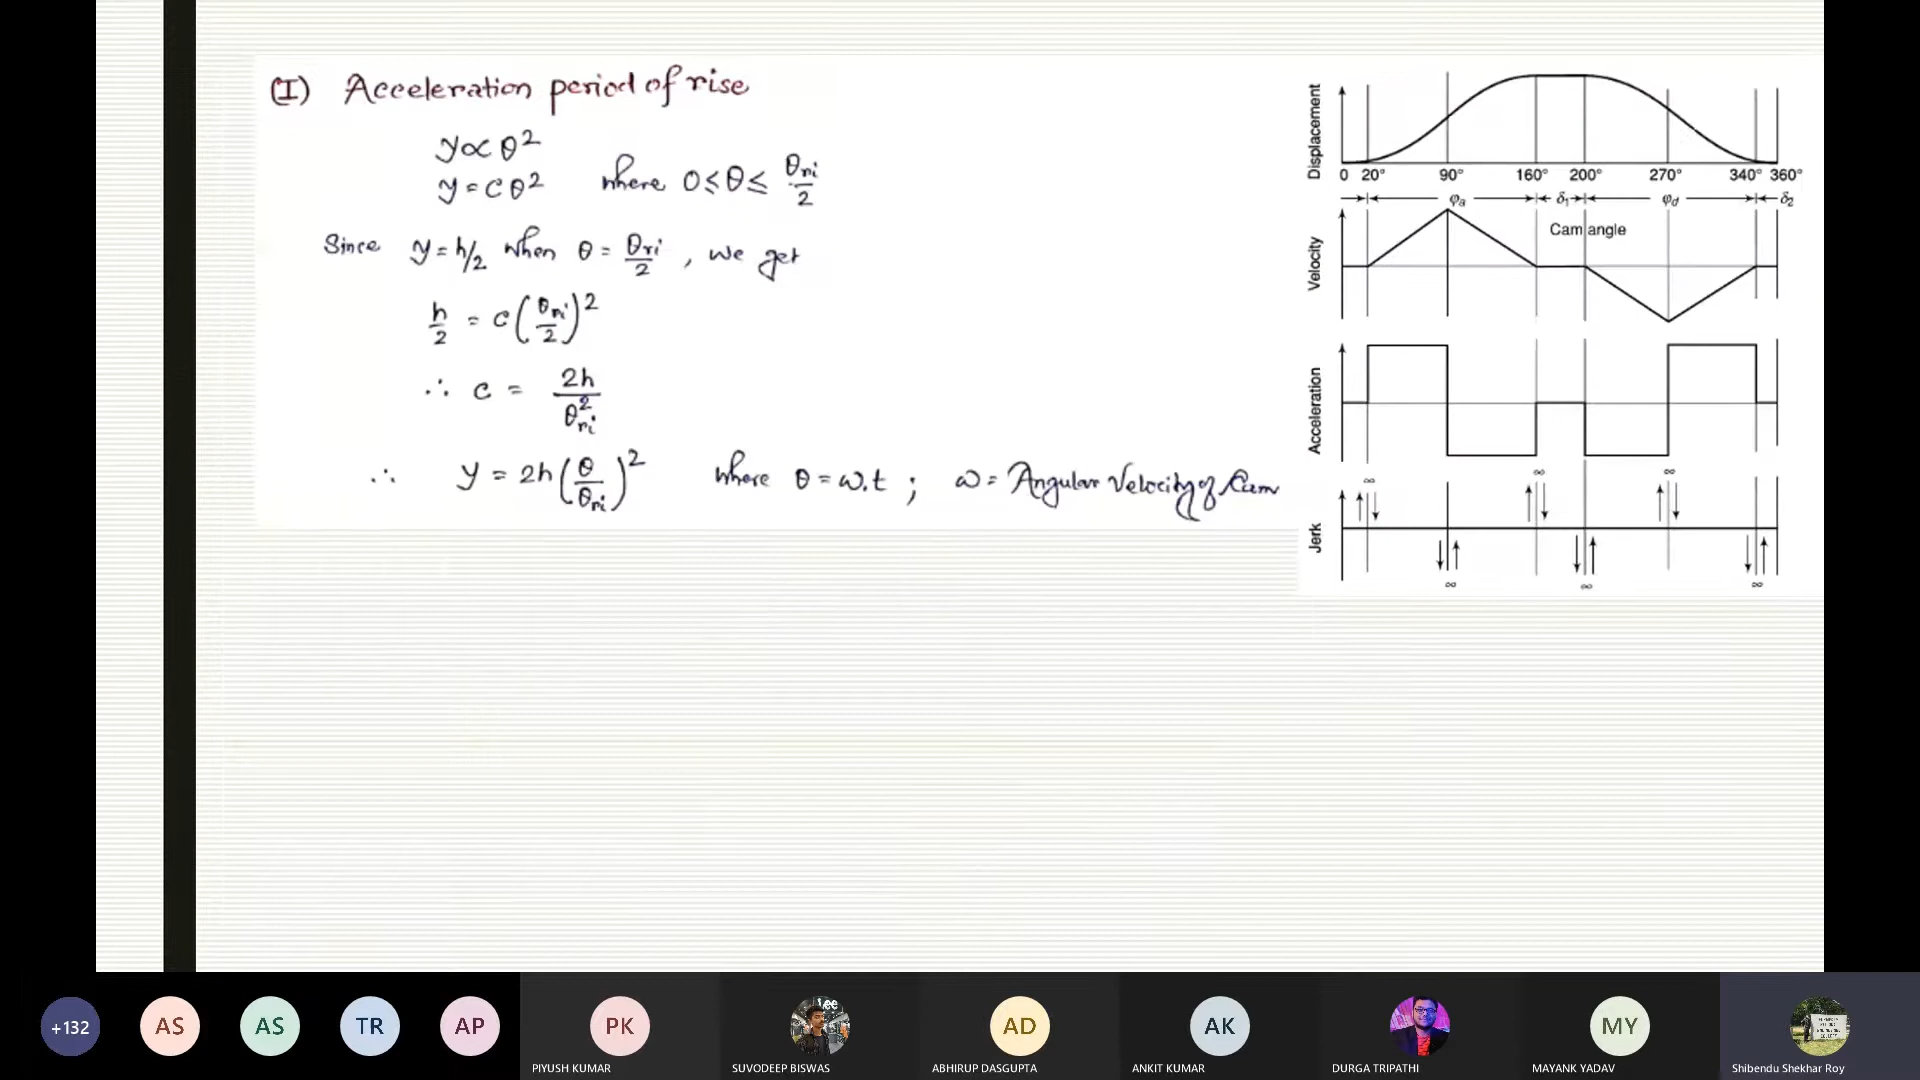 (I) Acceleration period of rise
y ∝ θ²
y = cθ² where 0 ≤ θ ≤ θri/2
Since y = h/2 when θ = θri/2 , we get
h/2 = c(θri/2)²
∴ c = 2h/θ²ri
∴ y = 2h(θ/θri)² where θ = ω.t ; ω = Angular Velocity of Cam
Displacement
0 20° 90° 160° 200° 270° 340° 360°
φa δ1 φd δ2
Velocity
Cam angle
Acceleration
∞ ∞ ∞
Jerk
∞ ∞ ∞
+132 AS AS TR AP PK AD AK MY
PIYUSH KUMAR SUVODEEP BISWAS ABHIRUP DASGUPTA ANKIT KUMAR DURGA TRIPATHI MAYANK YADAV Shibendu Shekhar Roy